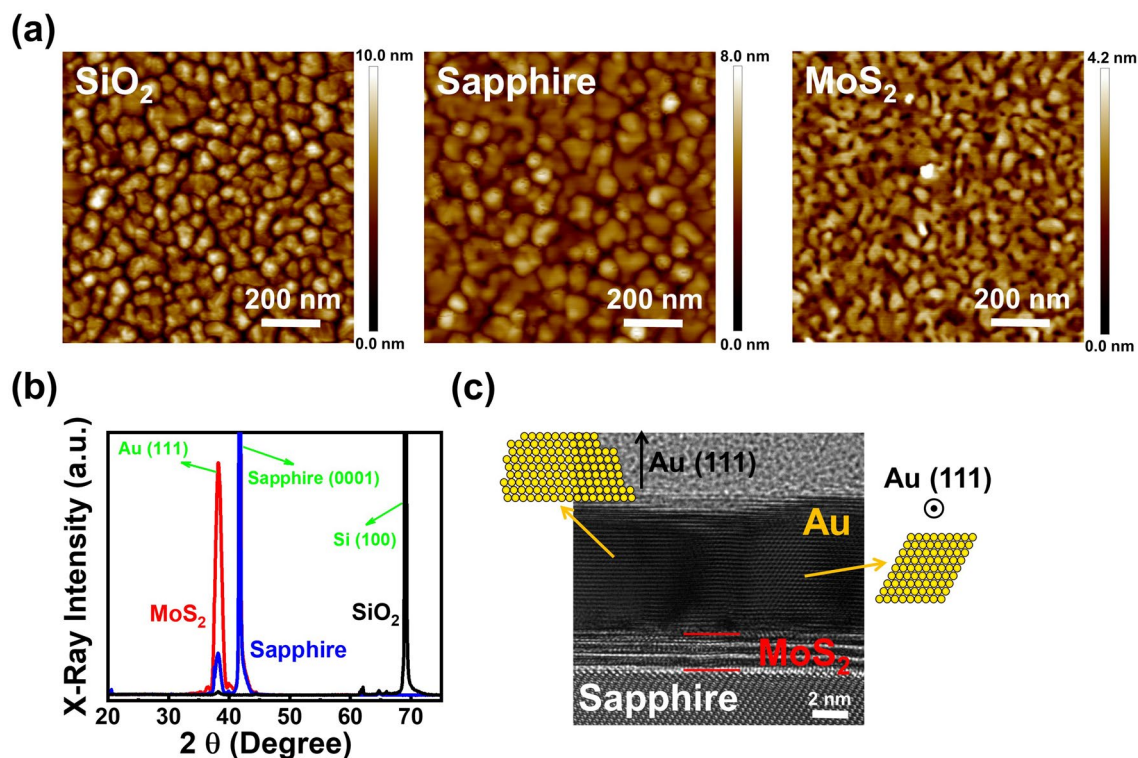 (a)
SiO₂
10.0 nm
200 nm
0.0 nm
Sapphire
8.0 nm
200 nm
0.0 nm
MoS₂
4.2 nm
200 nm
0.0 nm
(b)
X-Ray Intensity (a.u.)
Au (111)
Sapphire (0001)
Si (100)
MoS₂
SiO₂
Sapphire
20 30 40 50 60 70
2 θ (Degree)
(c)
Au (111)
Au (111)
Au
MoS₂
Sapphire
2 nm